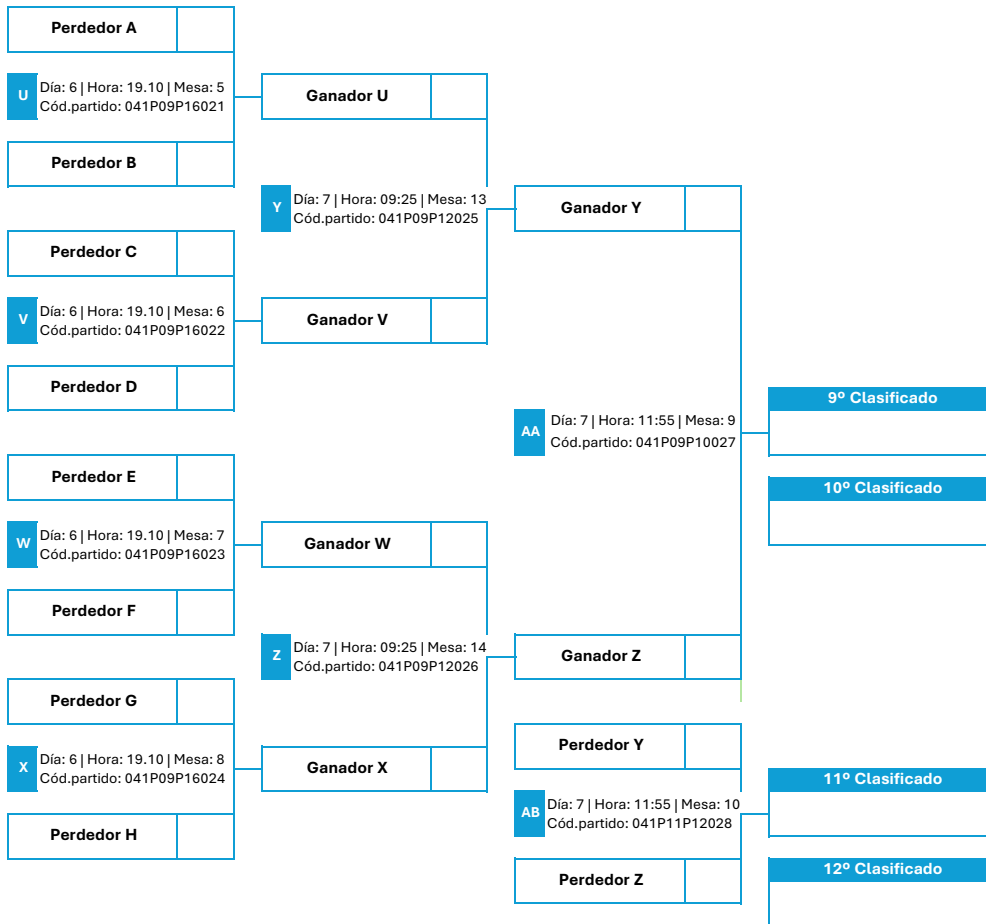 Perdedor A
U
Día: 6 | Hora: 19.10 | Mesa: 5
Cód.partido: 041P09P16021
Perdedor B
Ganador U
Y
Día: 7 | Hora: 09:25 | Mesa: 13
Cód.partido: 041P09P12025
Ganador Y
Perdedor C
V
Día: 6 | Hora: 19.10 | Mesa: 6
Cód.partido: 041P09P16022
Perdedor D
Ganador V
AA
Día: 7 | Hora: 11:55 | Mesa: 9
Cód.partido: 041P09P10027
9º Clasificado
10º Clasificado
Perdedor E
W
Día: 6 | Hora: 19.10 | Mesa: 7
Cód.partido: 041P09P16023
Perdedor F
Ganador W
Z
Día: 7 | Hora: 09:25 | Mesa: 14
Cód.partido: 041P09P12026
Ganador Z
Perdedor G
X
Día: 6 | Hora: 19.10 | Mesa: 8
Cód.partido: 041P09P16024
Perdedor H
Ganador X
Perdedor Y
AB
Día: 7 | Hora: 11:55 | Mesa: 10
Cód.partido: 041P11P12028
Perdedor Z
11º Clasificado
12º Clasificado